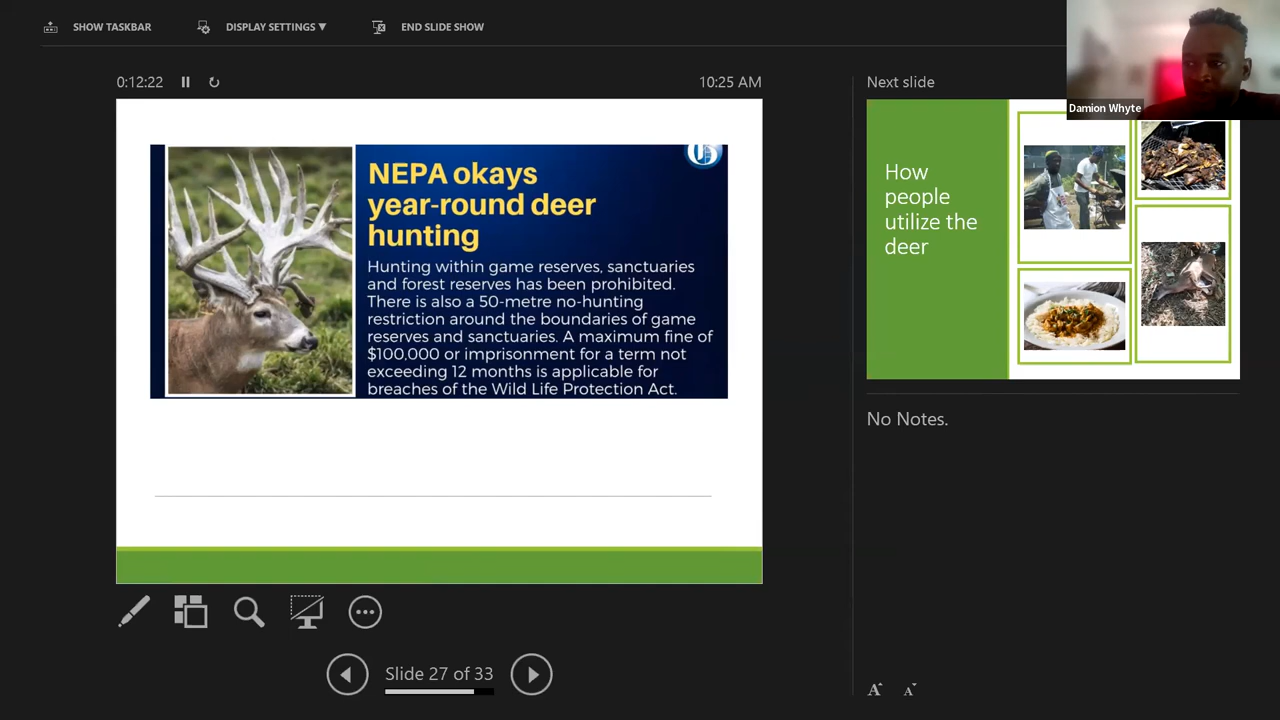 SHOW TASKBAR
DISPLAY SETTINGS ▼
END SLIDE SHOW
Damion Whyte
0:12:22
10:25 AM
Next slide
NEPA okays
year-round deer
hunting
Hunting within game reserves, sanctuaries
and forest reserves has been prohibited.
There is also a 50-metre no-hunting
restriction around the boundaries of game
reserves and sanctuaries. A maximum fine of
$100,000 or imprisonment for a term not
exceeding 12 months is applicable for
breaches of the Wild Life Protection Act.
How
people
utilize the
deer
No Notes.
Slide 27 of 33
A A